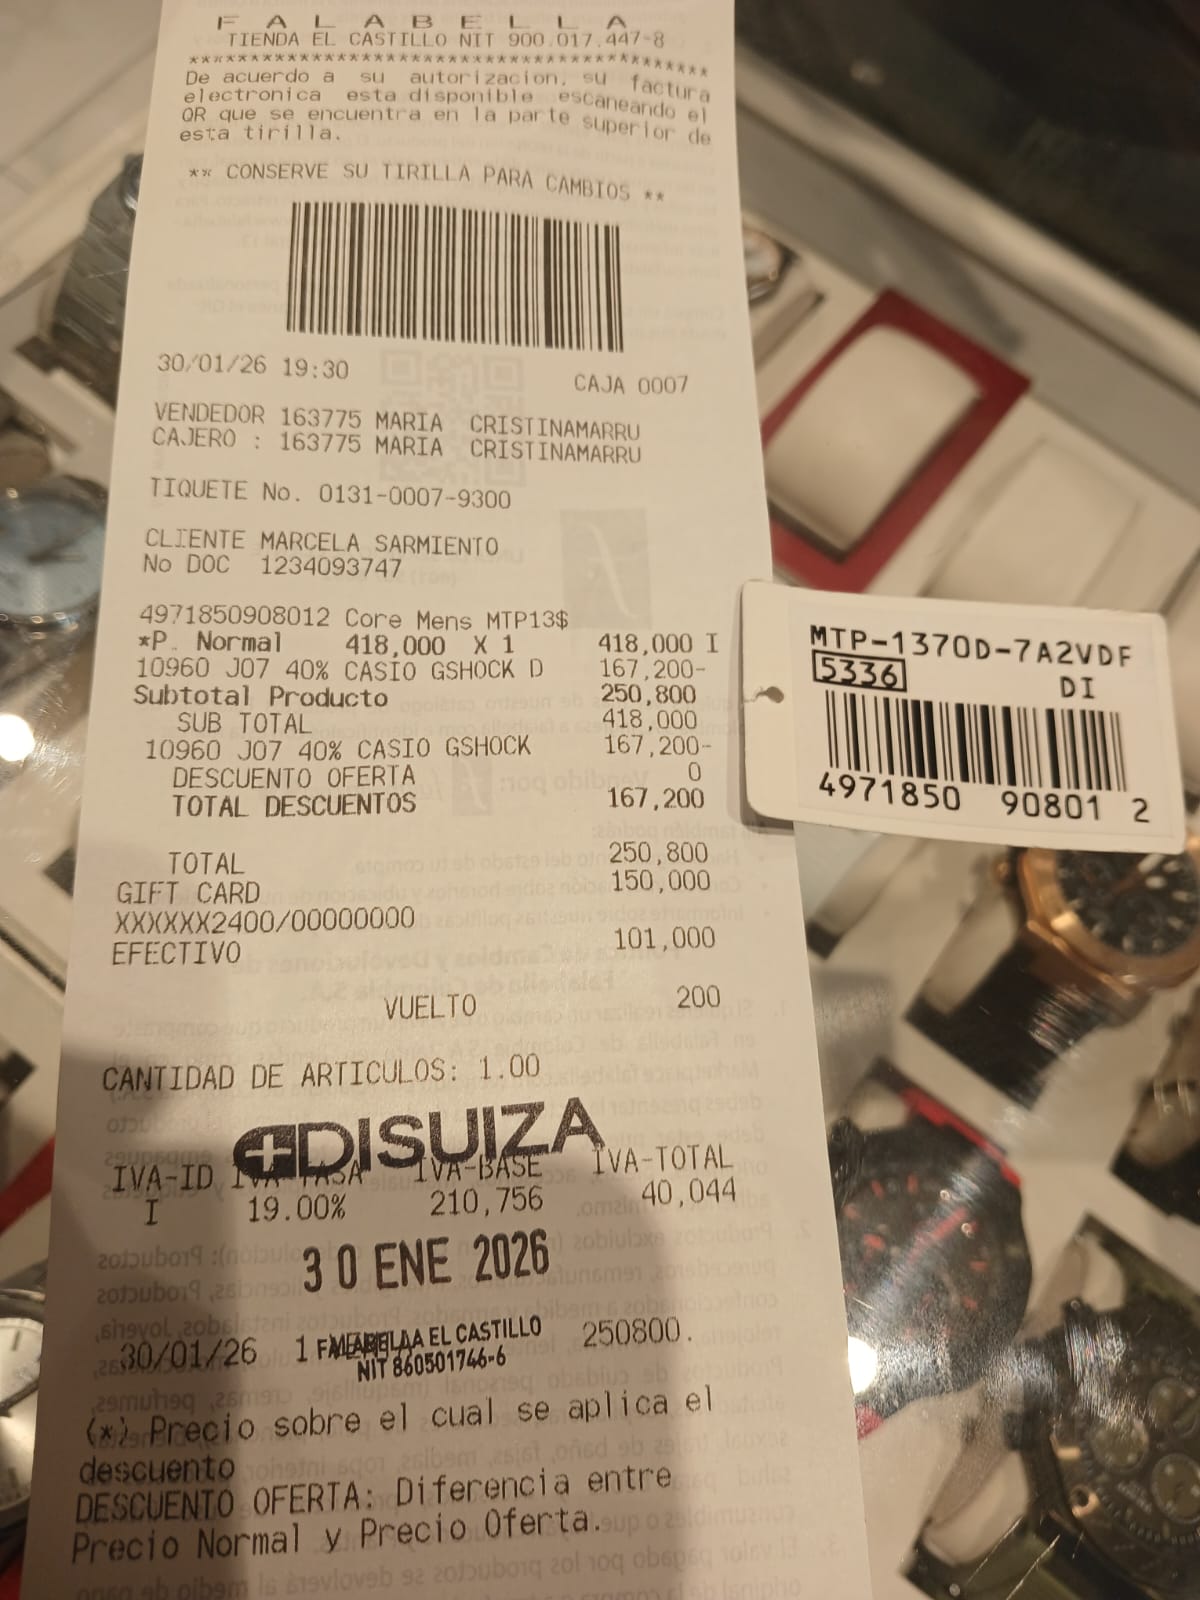 FALABELLA
TIENDA EL CASTILLO NIT 900.017.447-8
****************************************
De acuerdo a su autorizacion, su factura
electronica esta disponible escaneando el
QR que se encuentra en la parte superior de
esta tirilla.
** CONSERVE SU TIRILLA PARA CAMBIOS **
30/01/26 19:30 CAJA 0007
VENDEDOR 163775 MARIA CRISTINAMARRU
CAJERO : 163775 MARIA CRISTINAMARRU
TIQUETE No. 0131-0007-9300
CLIENTE MARCELA SARMIENTO
No DOC 1234093747
4971850908012 Core Mens MTP13$
*P. Normal 418,000 X 1 418,000 I
10960 J07 40% CASIO GSHOCK D 167,200-
Subtotal Producto 250,800
SUB TOTAL 418,000
10960 J07 40% CASIO GSHOCK 167,200-
DESCUENTO OFERTA 0
TOTAL DESCUENTOS 167,200
TOTAL 250,800
GIFT CARD 150,000
XXXXXX2400/00000000
EFECTIVO 101,000
VUELTO 200
CANTIDAD DE ARTICULOS: 1.00
DISUIZA
IVA-ID IVA-TASA IVA-BASE IVA-TOTAL
I 19.00% 210,756 40,044
30 ENE 2026
30/01/26 1 250800.
FALABELLA EL CASTILLO
NIT 860501746-6
(*) Precio sobre el cual se aplica el
descuento
DESCUENTO OFERTA: Diferencia entre
Precio Normal y Precio Oferta.
MTP-1370D-7A2VDF
5336 DI
4971850 90801 2